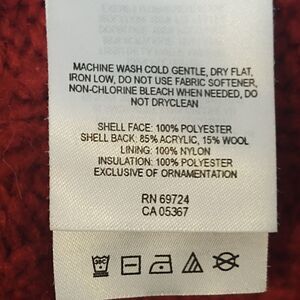 MACHINE WASH COLD GENTLE, DRY FLAT,
IRON LOW, DO NOT USE FABRIC SOFTENER,
NON-CHLORINE BLEACH WHEN NEEDED, DO
NOT DRYCLEAN
SHELL FACE: 100% POLYESTER
SHELL BACK: 85% ACRYLIC, 15% WOOL
LINING: 100% NYLON
INSULATION: 100% POLYESTER
EXCLUSIVE OF ORNAMENTATION
RN 69724
CA 05367